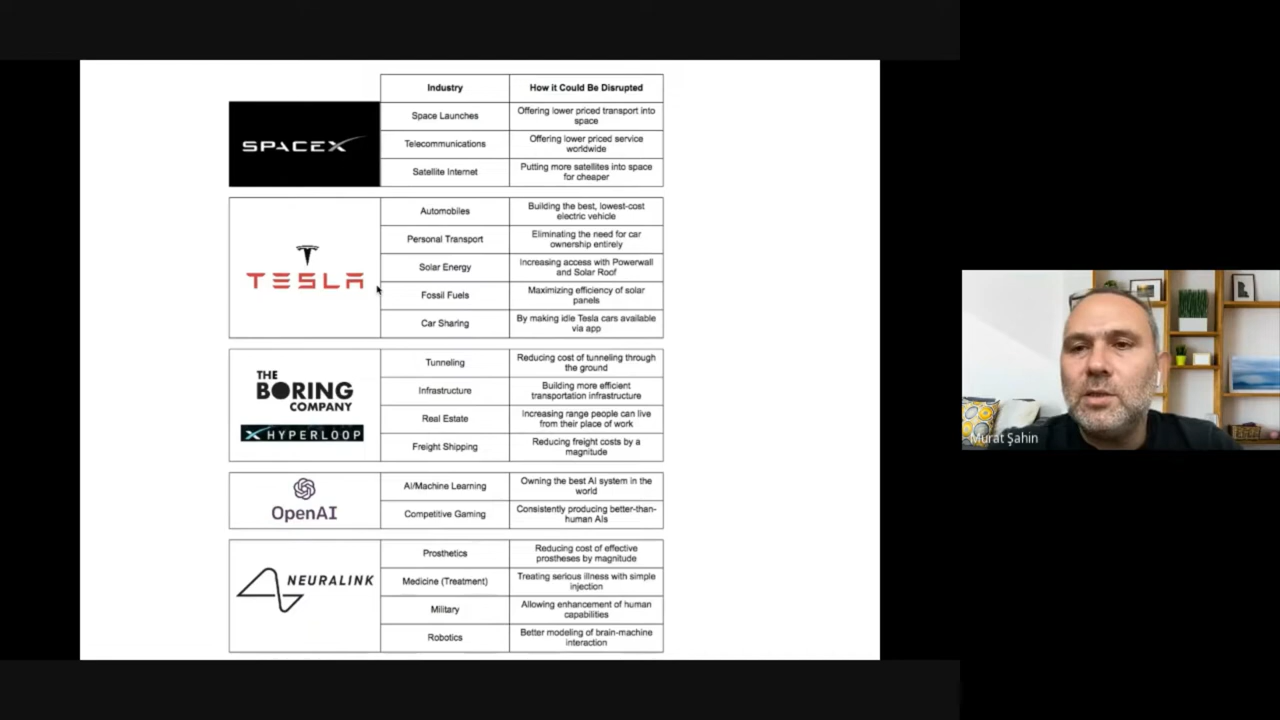 Industry
How it Could Be Disrupted
SPACEX
Space Launches
Offering lower priced transport into
space
Telecommunications
Offering lower priced service
worldwide
Satellite Internet
Putting more satellites into space
for cheaper
TESLA
Automobiles
Building the best, lowest-cost
electric vehicle
Personal Transport
Eliminating the need for car
ownership entirely
Solar Energy
Increasing access with Powerwall
and Solar Roof
Fossil Fuels
Maximizing efficiency of solar
panels
Car Sharing
By making idle Tesla cars available
via app
THE
BORING
COMPANY
HYPERLOOP
Tunneling
Reducing cost of tunneling through
the ground
Infrastructure
Building more efficient
transportation infrastructure
Real Estate
Increasing range people can live
from their place of work
Freight Shipping
Reducing freight costs by a
magnitude
OpenAI
AI/Machine Learning
Owning the best AI system in the
world
Competitive Gaming
Consistently producing better-than-
human AIs
NEURALINK
Prosthetics
Reducing cost of effective
prostheses by magnitude
Medicine (Treatment)
Treating serious illness with simple
injection
Military
Allowing enhancement of human
capabilities
Robotics
Better modeling of brain-machine
interaction
Murat Şahin